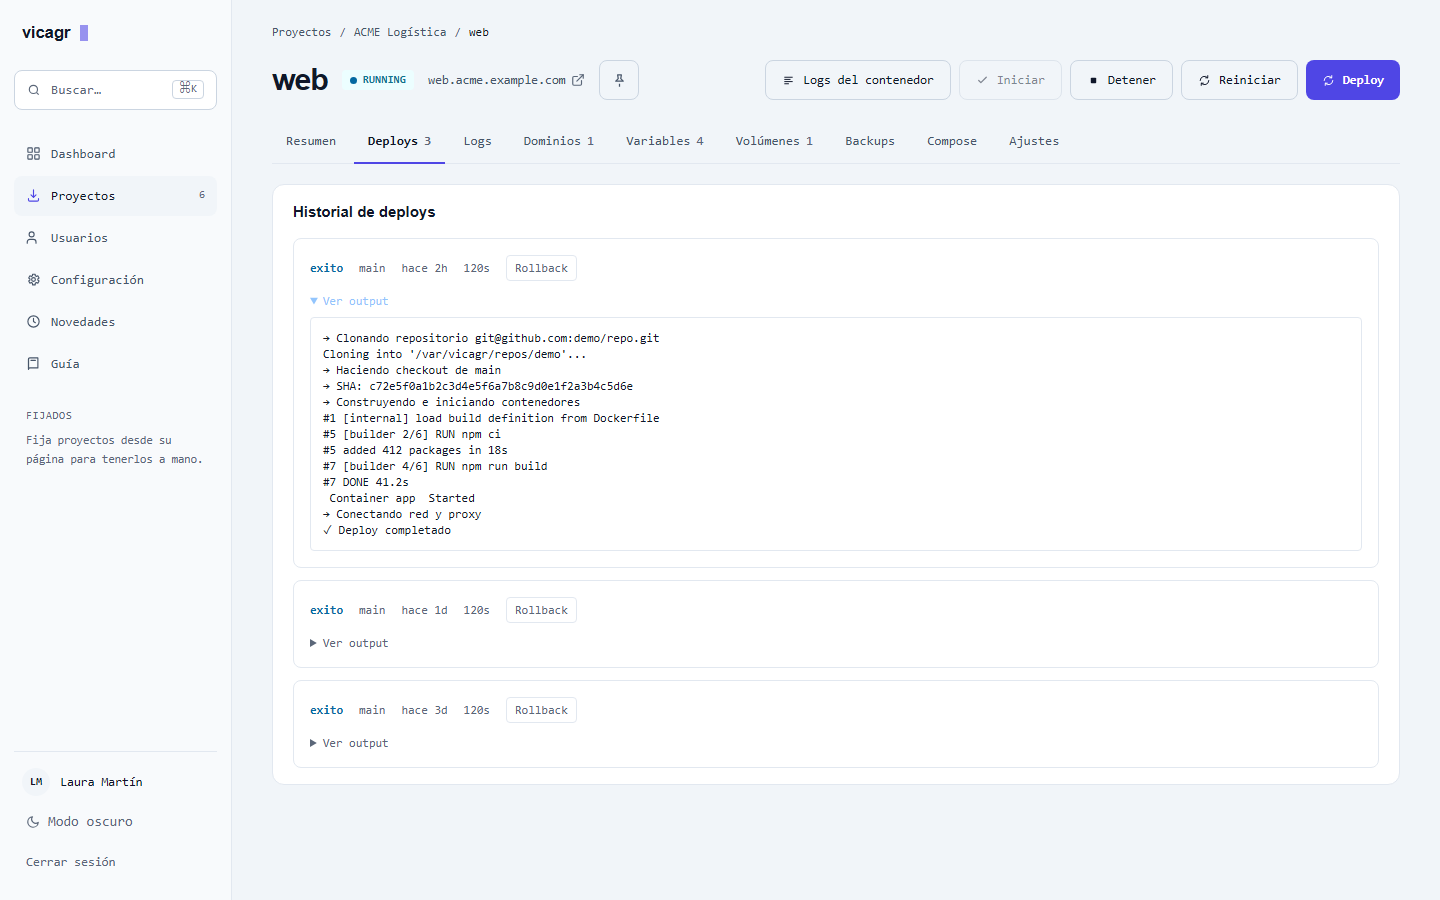 vicagr
Buscar…
⌘K
Dashboard
Proyectos 6
Usuarios
Configuración
Novedades
Guía
FIJADOS
Fija proyectos desde su
página para tenerlos a mano.
LM Laura Martín
Modo oscuro
Cerrar sesión
Proyectos / ACME Logística / web
web RUNNING web.acme.example.com Logs del contenedor Iniciar Detener Reiniciar Deploy
Resumen Deploys 3 Logs Dominios 1 Variables 4 Volúmenes 1 Backups Compose Ajustes
Historial de deploys
exito main hace 2h 120s Rollback
▼ Ver output
→ Clonando repositorio git@github.com:demo/repo.git
Cloning into '/var/vicagr/repos/demo'...
→ Haciendo checkout de main
→ SHA: c72e5f0a1b2c3d4e5f6a7b8c9d0e1f2a3b4c5d6e
→ Construyendo e iniciando contenedores
#1 [internal] load build definition from Dockerfile
#5 [builder 2/6] RUN npm ci
#5 added 412 packages in 18s
#7 [builder 4/6] RUN npm run build
#7 DONE 41.2s
Container app  Started
→ Conectando red y proxy
✓ Deploy completado
exito main hace 1d 120s Rollback
▶ Ver output
exito main hace 3d 120s Rollback
▶ Ver output